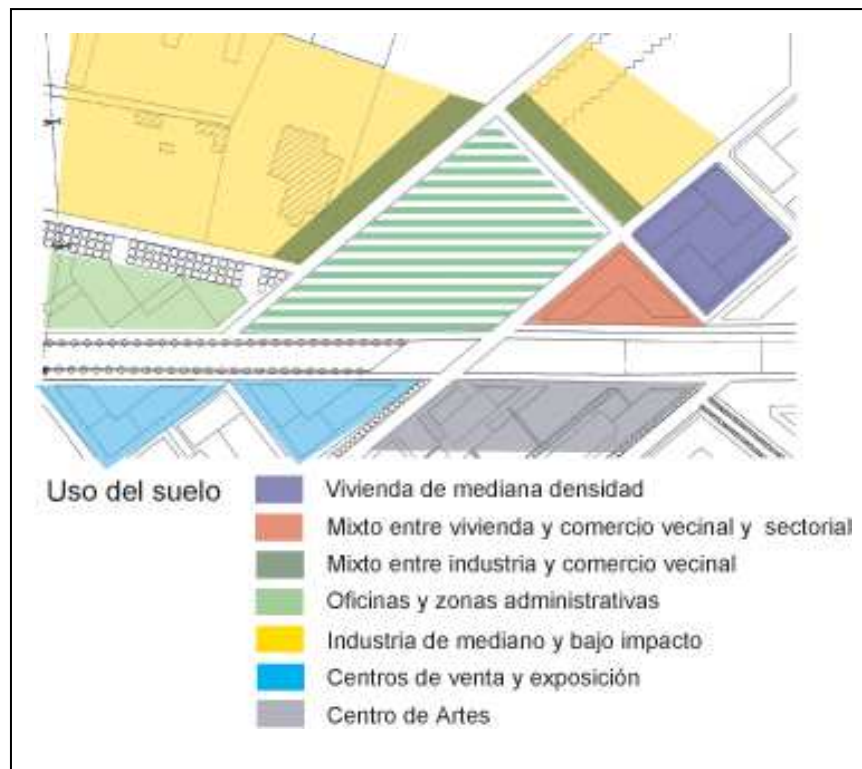 Uso del suelo
Vivienda de mediana densidad
Mixto entre vivienda y comercio vecinal y sectorial
Mixto entre industria y comercio vecinal
Oficinas y zonas administrativas
Industria de mediano y bajo impacto
Centros de venta y exposición
Centro de Artes